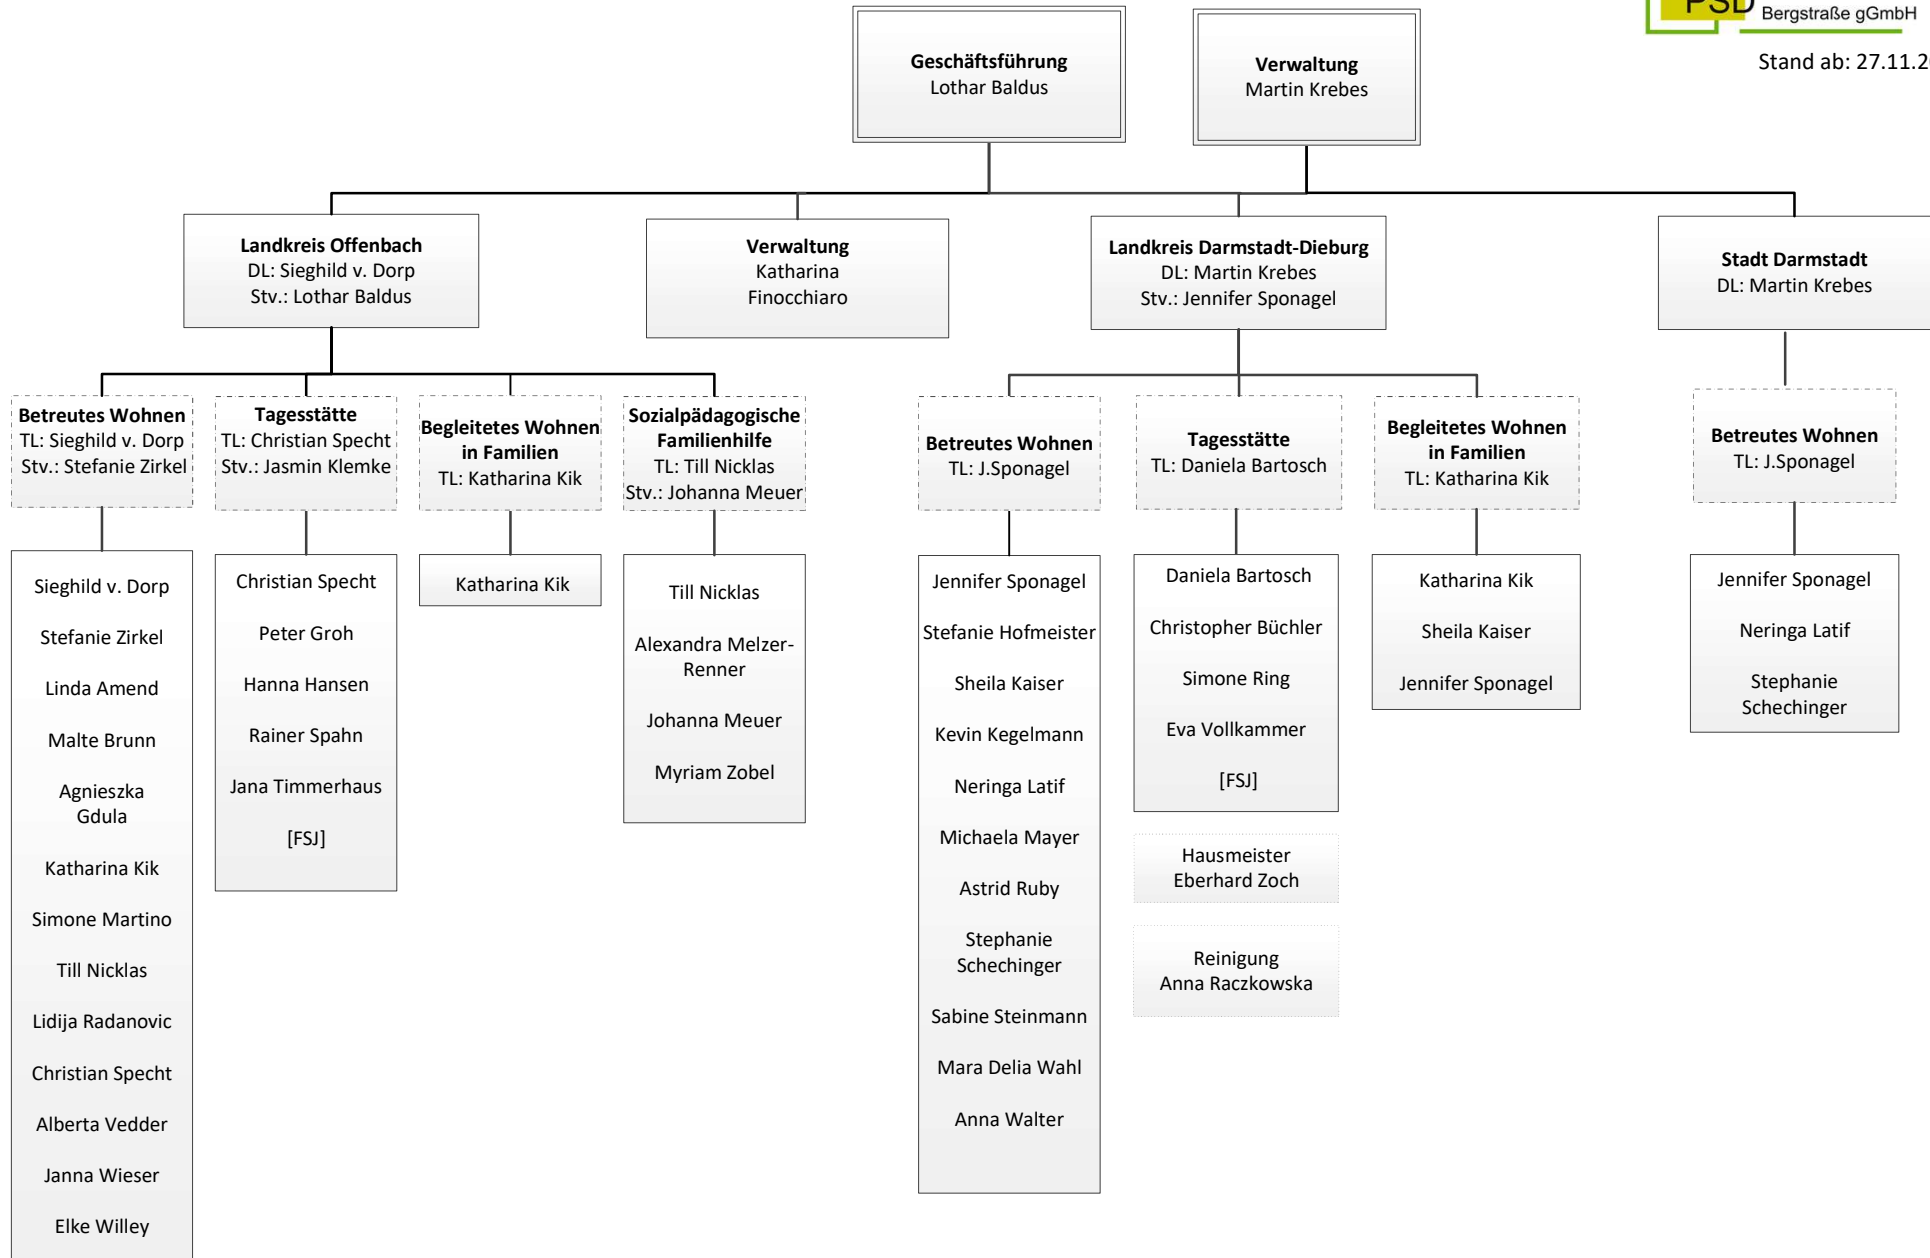 PSD
Bergstraße gGmbH
Stand ab: 27.11.2
Geschäftsführung
Lothar Baldus
Verwaltung
Martin Krebes
Landkreis Offenbach
DL: Sieghild v. Dorp
Stv.: Lothar Baldus
Verwaltung
Katharina
Finocchiaro
Landkreis Darmstadt-Dieburg
DL: Martin Krebes
Stv.: Jennifer Sponagel
Stadt Darmstadt
DL: Martin Krebes
Betreutes Wohnen
TL: Sieghild v. Dorp
Stv.: Stefanie Zirkel
Tagesstätte
TL: Christian Specht
Stv.: Jasmin Klemke
Begleitetes Wohnen
in Familien
TL: Katharina Kik
Sozialpädagogische
Familienhilfe
TL: Till Nicklas
Stv.: Johanna Meuer
Betreutes Wohnen
TL: J.Sponagel
Tagesstätte
TL: Daniela Bartosch
Begleitetes Wohnen
in Familien
TL: Katharina Kik
Betreutes Wohnen
TL: J.Sponagel
Sieghild v. Dorp
Stefanie Zirkel
Linda Amend
Malte Brunn
Agnieszka
Gdula
Katharina Kik
Simone Martino
Till Nicklas
Lidija Radanovic
Christian Specht
Alberta Vedder
Janna Wieser
Elke Willey
Christian Specht
Peter Groh
Hanna Hansen
Rainer Spahn
Jana Timmerhaus
[FSJ]
Katharina Kik
Till Nicklas
Alexandra Melzer-
Renner
Johanna Meuer
Myriam Zobel
Jennifer Sponagel
Stefanie Hofmeister
Sheila Kaiser
Kevin Kegelmann
Neringa Latif
Michaela Mayer
Astrid Ruby
Stephanie
Schechinger
Sabine Steinmann
Mara Delia Wahl
Anna Walter
Daniela Bartosch
Christopher Büchler
Simone Ring
Eva Vollkammer
[FSJ]
Hausmeister
Eberhard Zoch
Reinigung
Anna Raczkowska
Katharina Kik
Sheila Kaiser
Jennifer Sponagel
Jennifer Sponagel
Neringa Latif
Stephanie
Schechinger